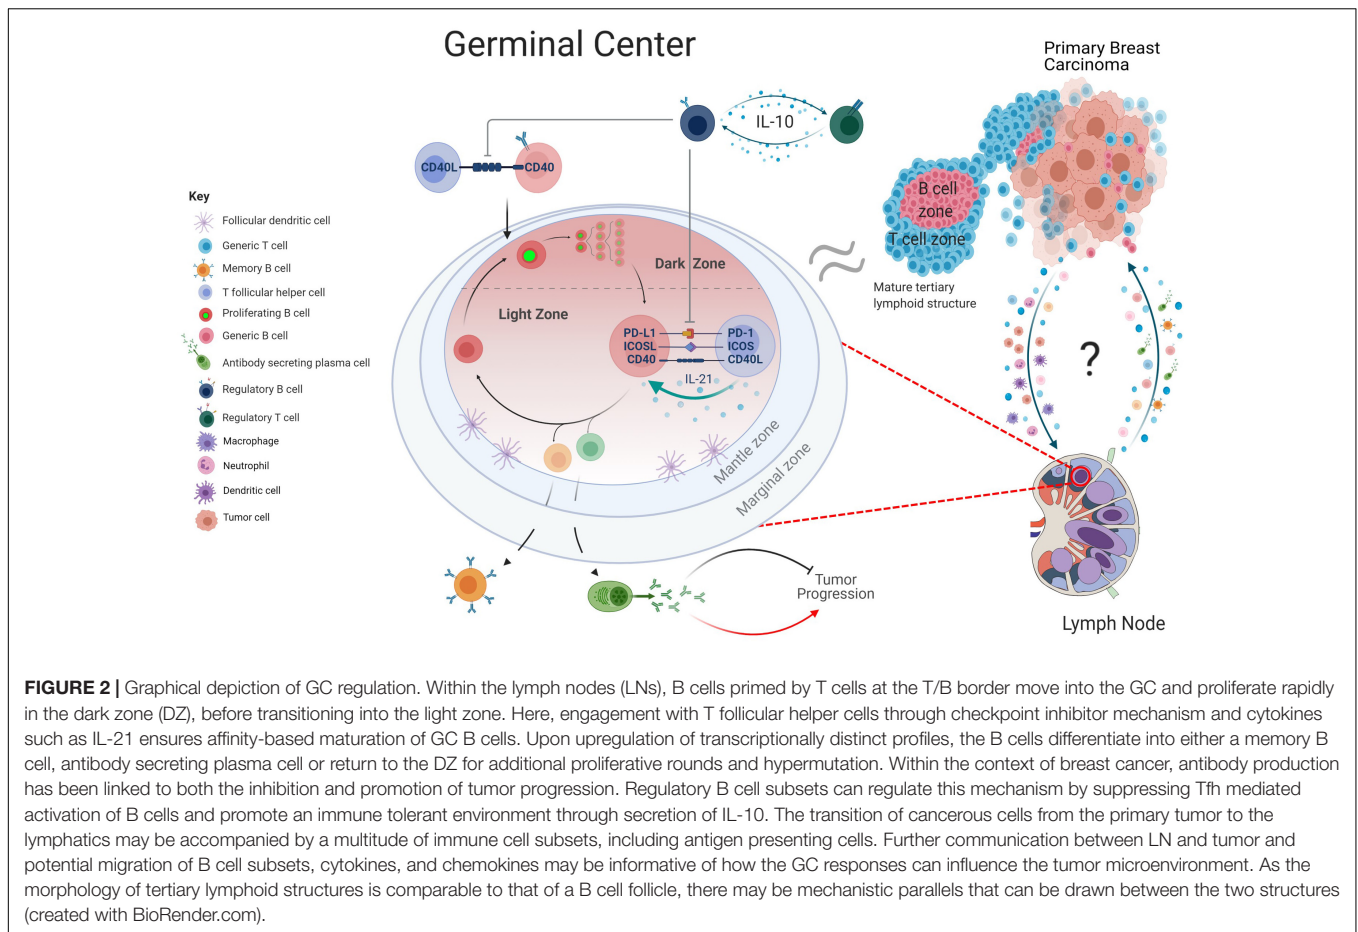 Germinal Center
Primary Breast
Carcinoma
IL-10
CD40L
CD40
Key
Follicular dendritic cell
Generic T cell
Memory B cell
T follicular helper cell
Proliferating B cell
Generic B cell
Antibody secreting plasma cell
Regulatory B cell
Regulatory T cell
Macrophage
Neutrophil
Dendritic cell
Tumor cell
Dark Zone
Light Zone
PD-L1
PD-1
ICOSL
ICOS
CD40
CD40L
IL-21
Mantle zone
Marginal zone
B cell
zone
T cell zone
Mature tertiary
lymphoid structure
?
Tumor
Progression
Lymph Node
FIGURE 2 | Graphical depiction of GC regulation. Within the lymph nodes (LNs), B cells primed by T cells at the T/B border move into the GC and proliferate rapidly
in the dark zone (DZ), before transitioning into the light zone. Here, engagement with T follicular helper cells through checkpoint inhibitor mechanism and cytokines
such as IL-21 ensures affinity-based maturation of GC B cells. Upon upregulation of transcriptionally distinct profiles, the B cells differentiate into either a memory B
cell, antibody secreting plasma cell or return to the DZ for additional proliferative rounds and hypermutation. Within the context of breast cancer, antibody production
has been linked to both the inhibition and promotion of tumor progression. Regulatory B cell subsets can regulate this mechanism by suppressing Tfh mediated
activation of B cells and promote an immune tolerant environment through secretion of IL-10. The transition of cancerous cells from the primary tumor to the
lymphatics may be accompanied by a multitude of immune cell subsets, including antigen presenting cells. Further communication between LN and tumor and
potential migration of B cell subsets, cytokines, and chemokines may be informative of how the GC responses can influence the tumor microenvironment. As the
morphology of tertiary lymphoid structures is comparable to that of a B cell follicle, there may be mechanistic parallels that can be drawn between the two structures
(created with BioRender.com).